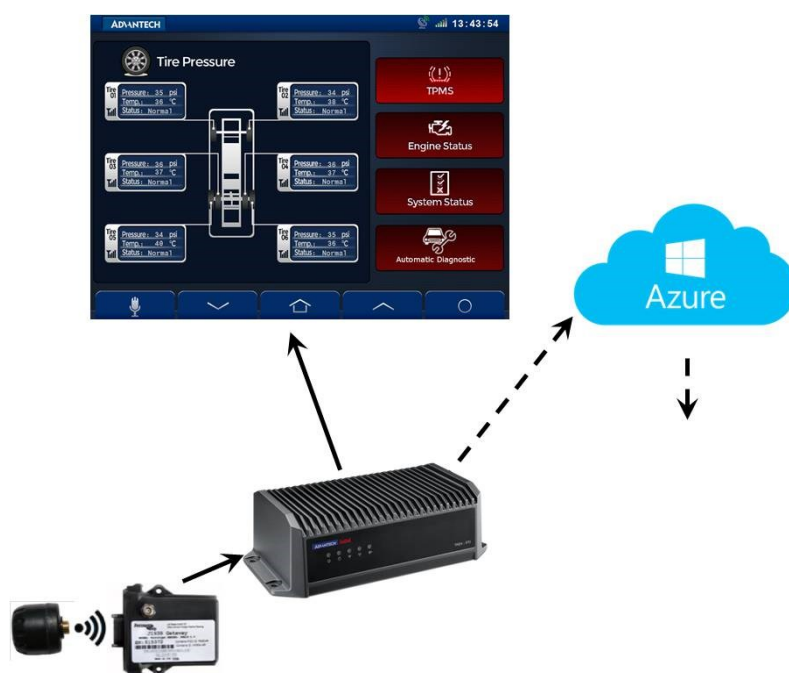 ADVANTECH
13:43:54
Tire Pressure
Tire 01
Pressure: 35 psi
Temp.: 36 °C
Status: Normal
Tire 02
Pressure: 34 psi
Temp.: 38 °C
Status: Normal
Tire 03
Pressure: 36 psi
Temp.: 37 °C
Status: Normal
Tire 04
Pressure: 36 psi
Temp.: 37 °C
Status: Normal
Tire 05
Pressure: 34 psi
Temp.: 40 °C
Status: Normal
Tire 06
Pressure: 35 psi
Temp.: 36 °C
Status: Normal
TPMS
Engine Status
System Status
Automatic Diagnostic
Azure
ADVANTECH
J1939 Gateway